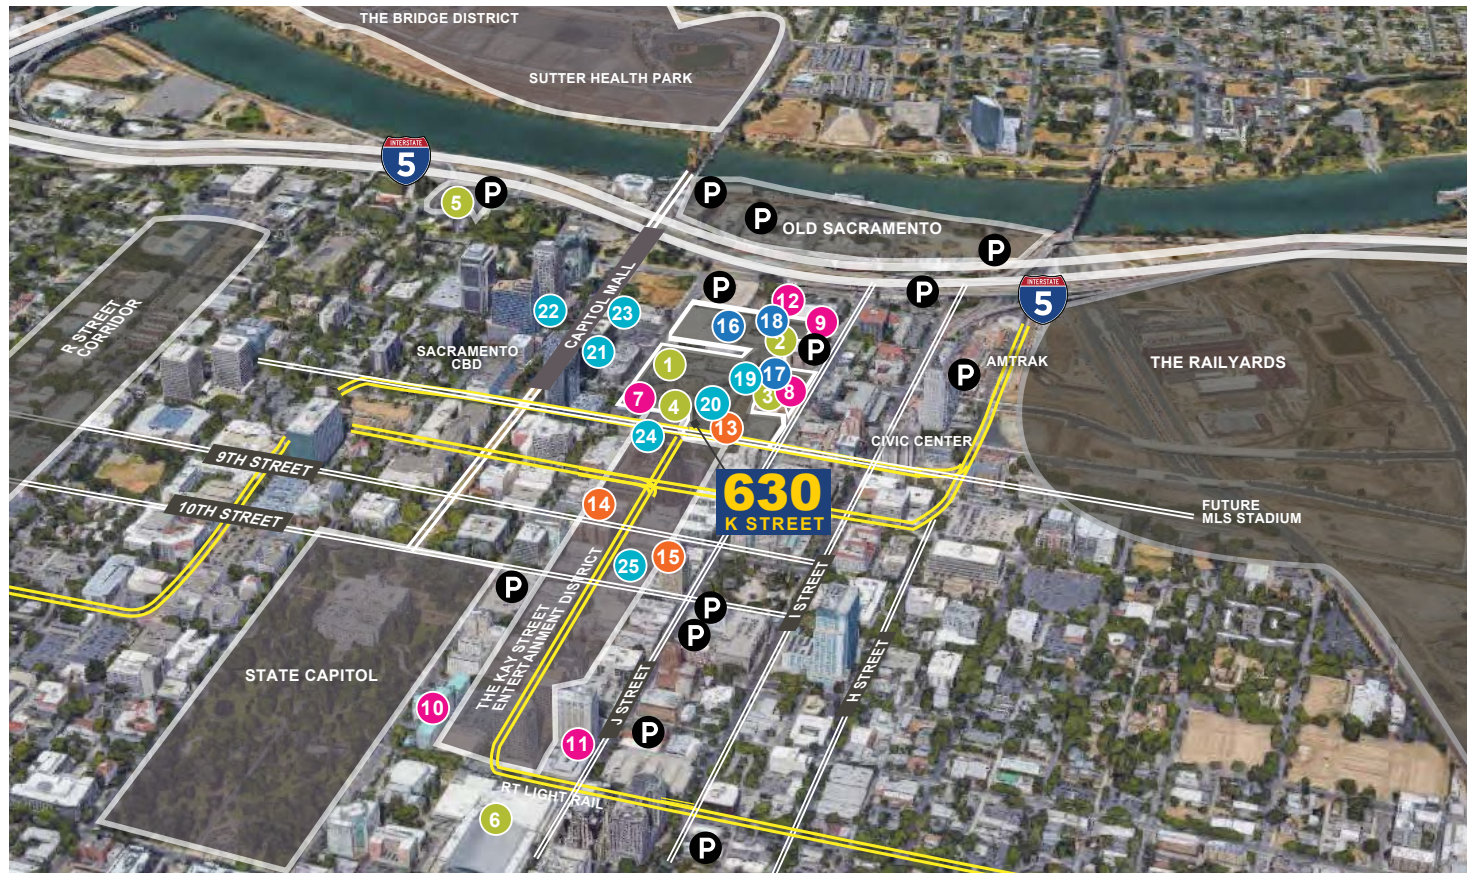 THE BRIDGE DISTRICT
SUTTER HEALTH PARK
INTERSTATE
5
5
P
P
P
OLD SACRAMENTO
P
R STREET
CORRIDOR
CAPITOL MALL
P
P
INTERSTATE
5
12
22
23
16
18
9
2
P
SACRAMENTO
CBD
21
1
AMTRAK
THE RAILYARDS
19
17
P
7
4
20
3
8
24
13
CIVIC CENTER
9TH STREET
630
K STREET
10TH STREET
14
FUTURE
MLS STADIUM
25
15
P
I STREET
P
P
THE KAY STREET
ENTERTAINMENT DISTRICT
STATE CAPITOL
J STREET
H STREET
10
11
P
RT LIGHT RAIL
6
P